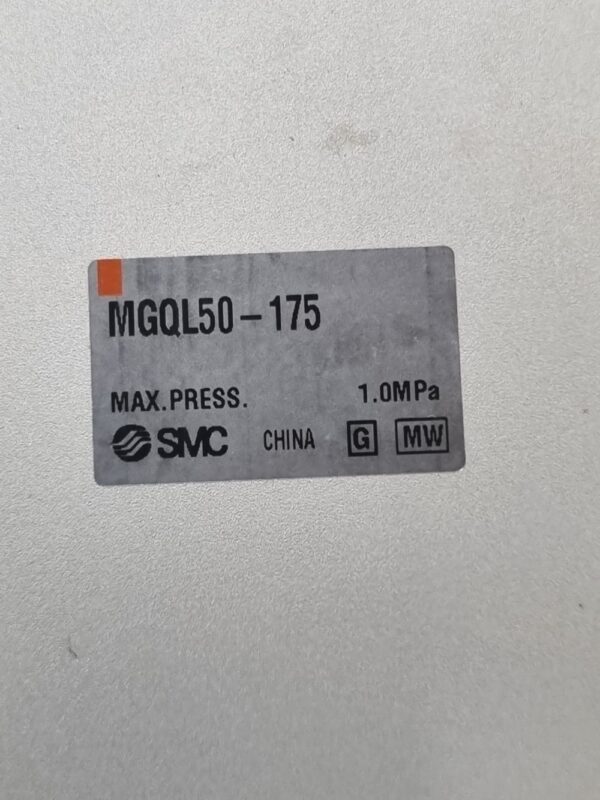 MGQL50-175
MAX.PRESS. 1.0MPa
SMC CHINA G MW